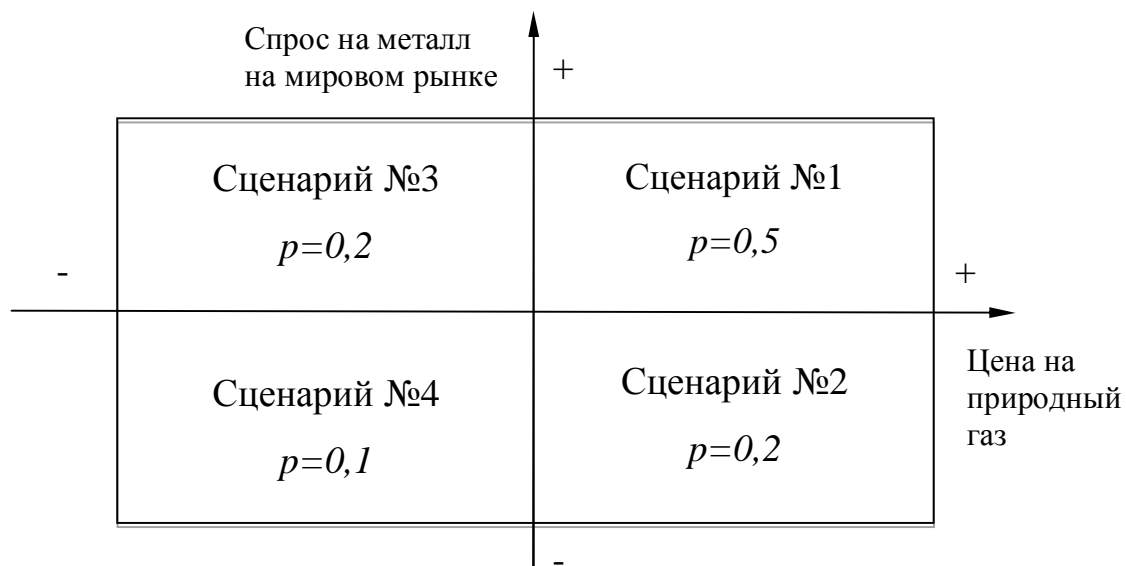 Спрос на металл
на мировом рынке
+
Сценарий №3
p=0,2
Сценарий №1
p=0,5
-
+
Сценарий №4
p=0,1
Сценарий №2
p=0,2
Цена на
природный
газ
-